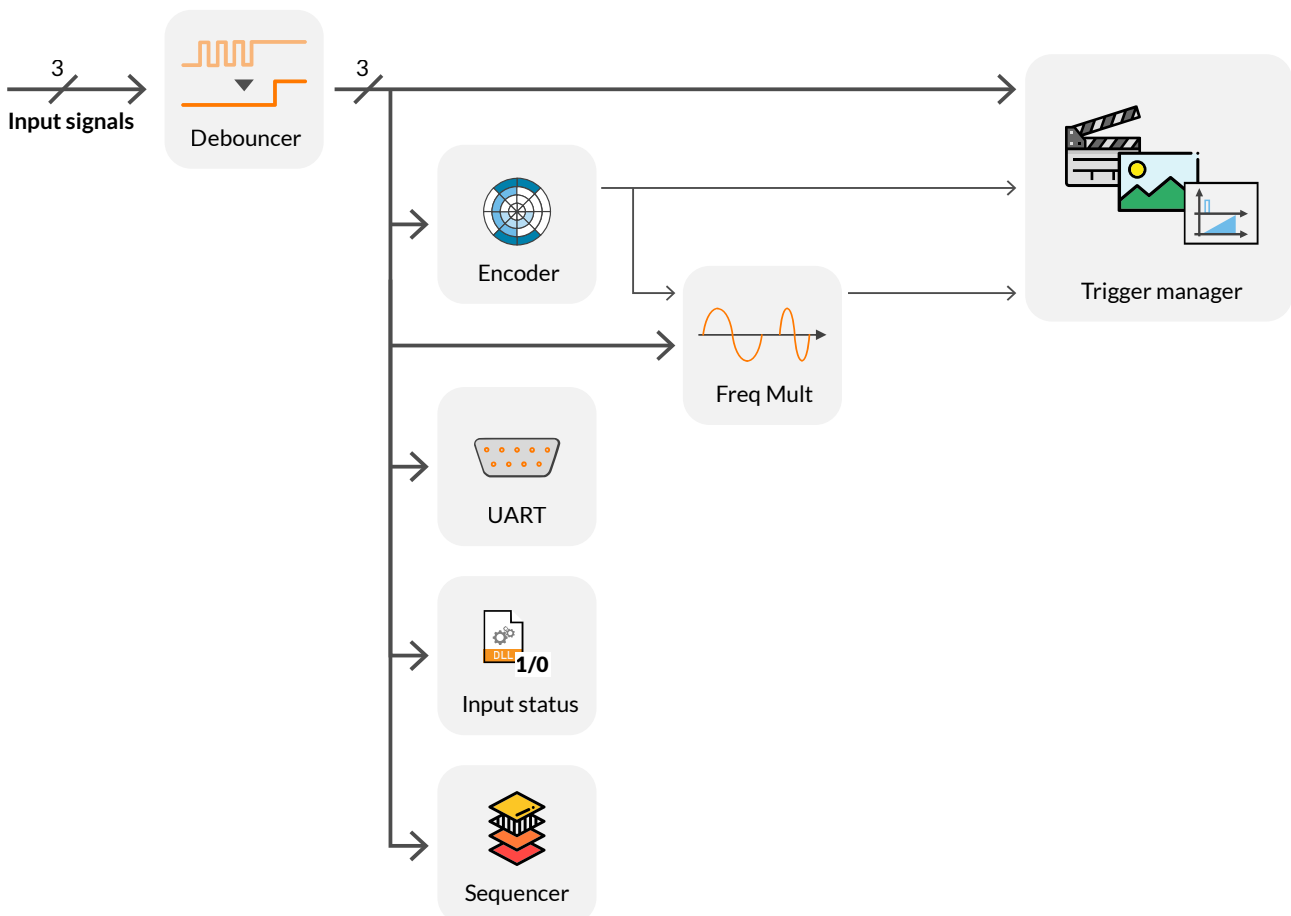 3
3
Input signals
Debouncer
Encoder
Trigger manager
Freq Mult
UART
DLL
1/0
Input status
Sequencer